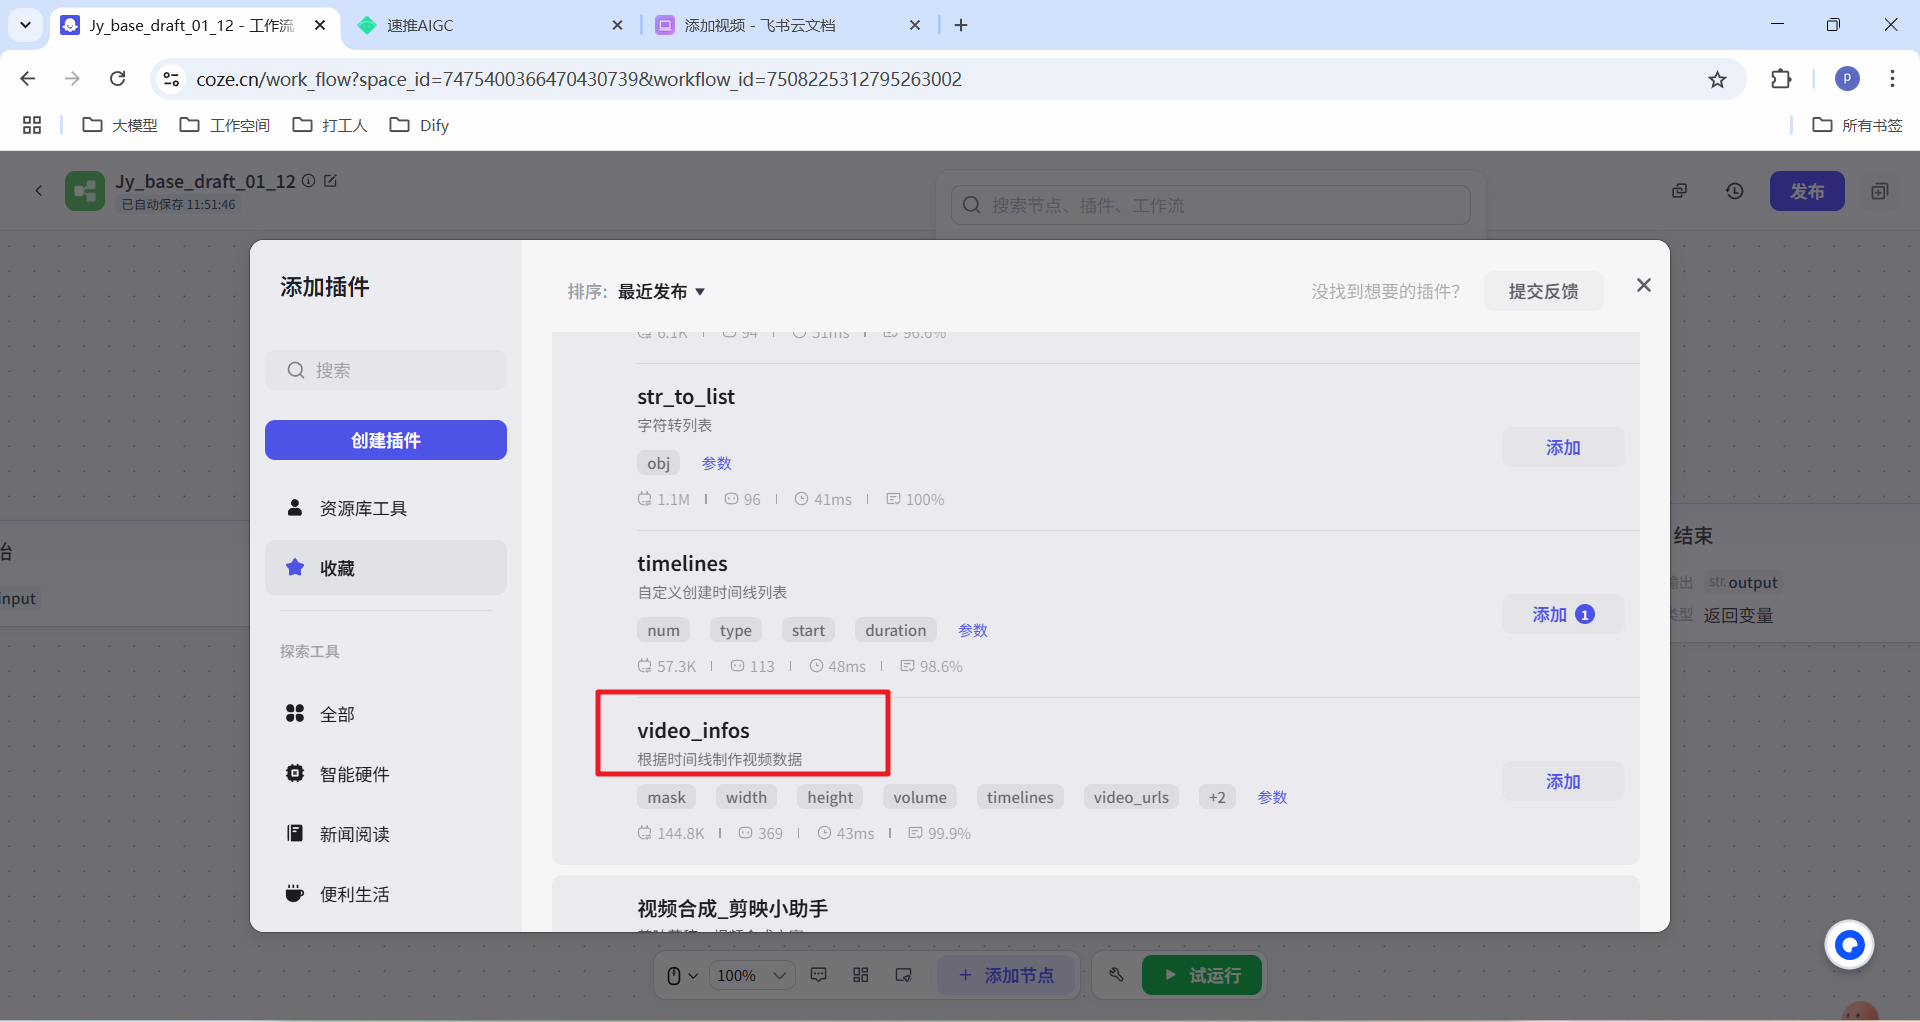 Jy_base_draft_01_12 - 工作流
速推AIGC
添加视频 - 飞书云文档
coze.cn/work_flow?space_id=7475400366470430739&workflow_id=7508225312795263002
P
大模型
工作空间
打工人
Dify
所有书签
Jy_base_draft_01_12
已自动保存 11:51:46
搜索节点、插件、工作流
发布
添加插件
排序: 最近发布
没找到想要的插件?
提交反馈
搜索
创建插件
资源库工具
收藏
探索工具
全部
智能硬件
新闻阅读
便利生活
6.1K 94 51ms 96.6%
str_to_list
字符转列表
obj 参数
1.1M 96 41ms 100%
添加
timelines
自定义创建时间线列表
num type start duration 参数
57.3K 113 48ms 98.6%
添加 1
video_infos
根据时间线制作视频数据
mask width height volume timelines video_urls +2 参数
144.8K 369 43ms 99.9%
添加
视频合成_剪映小助手
始
input
结束
输出 str. output
类型 返回变量
100%
添加节点
试运行